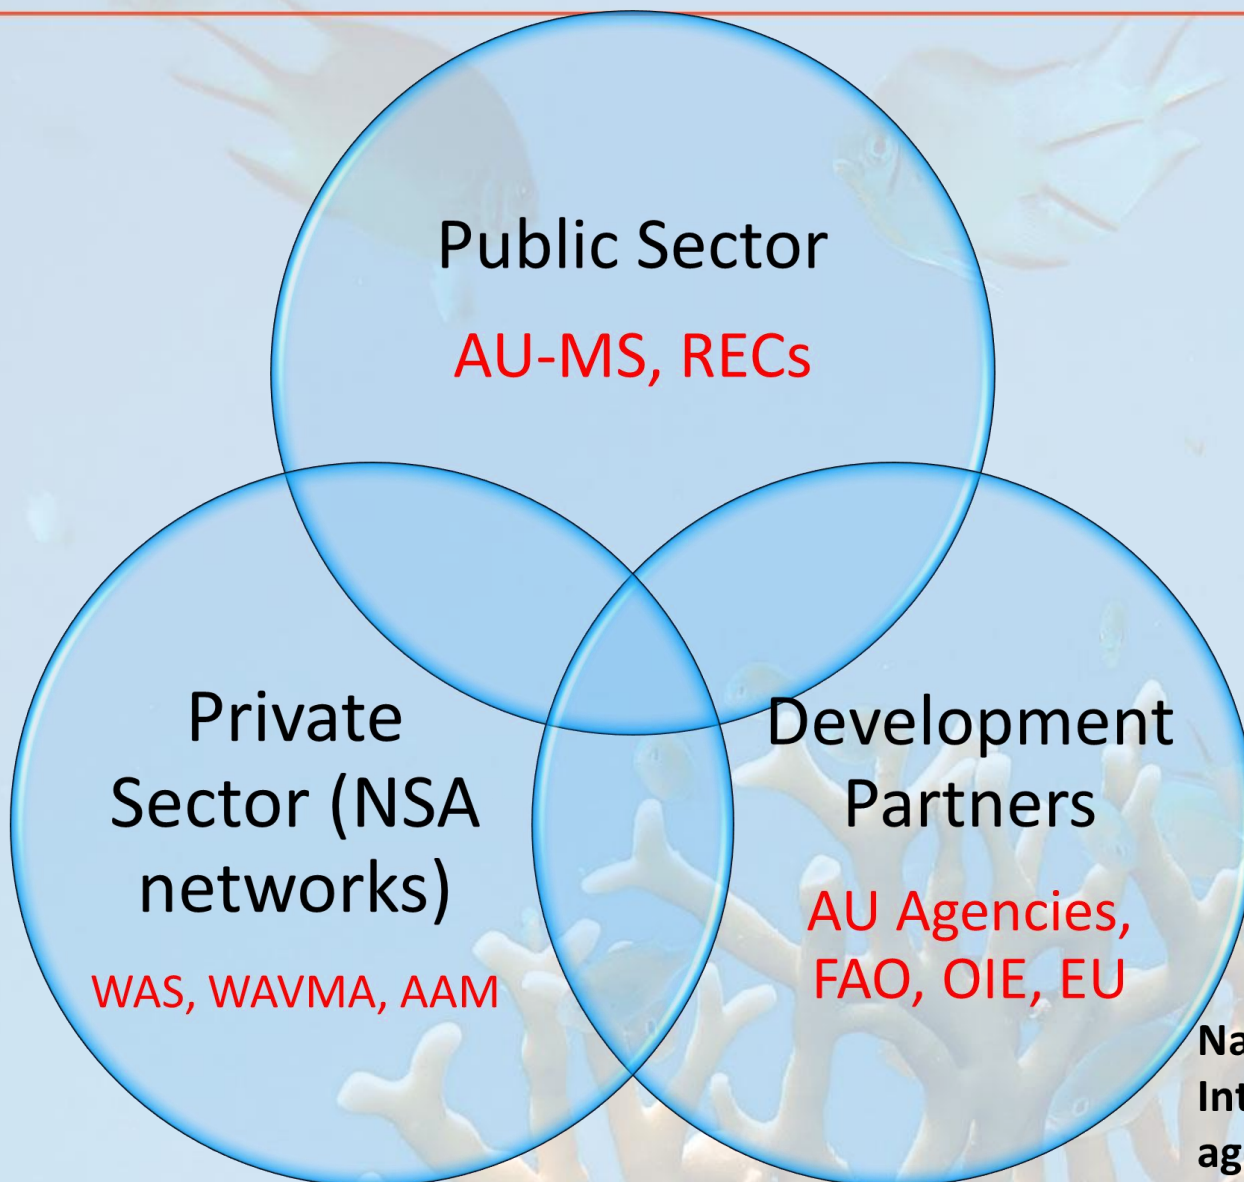 Public Sector
AU-MS, RECs
Private
Sector (NSA
networks)
WAS, WAVMA, AAM
Development
Partners
AU Agencies,
FAO, OIE, EU